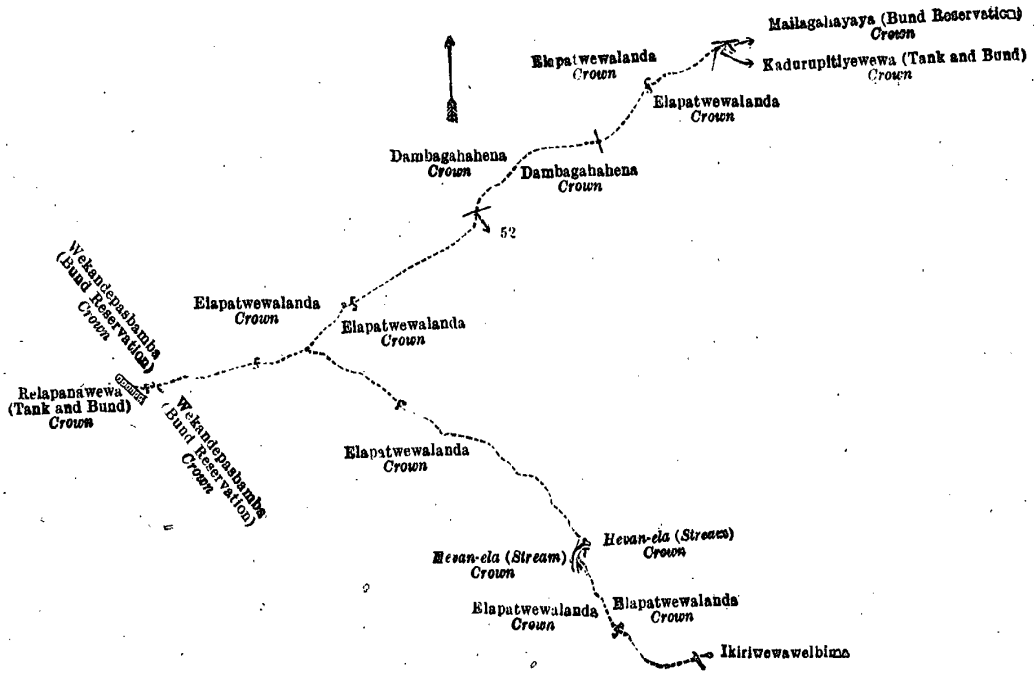 Mailagahayaya (Bund Reservation)
Crown
Kadurupitiyewewa (Tank and Bund)
Crown
Elapatwewalanda
Crown
Elapatwewalanda
Crown
Dambagahahena
Crown
Dambagahahena
Crown
52
Wekandepasbamba
(Bund Reservation)
Crown
Elapatwewalanda
Crown
Elapatwewalanda
Crown
Relapanawewa
(Tank and Bund)
Crown
Wekandepasbamba
(Bund Reservation)
Crown
Elapatwewalanda
Crown
Hevan-ela (Stream)
Crown
Hevan-ela (Stream)
Crown
Elapatwewalanda
Crown
Elapatwewalanda
Crown
Ikiriwewawelbima